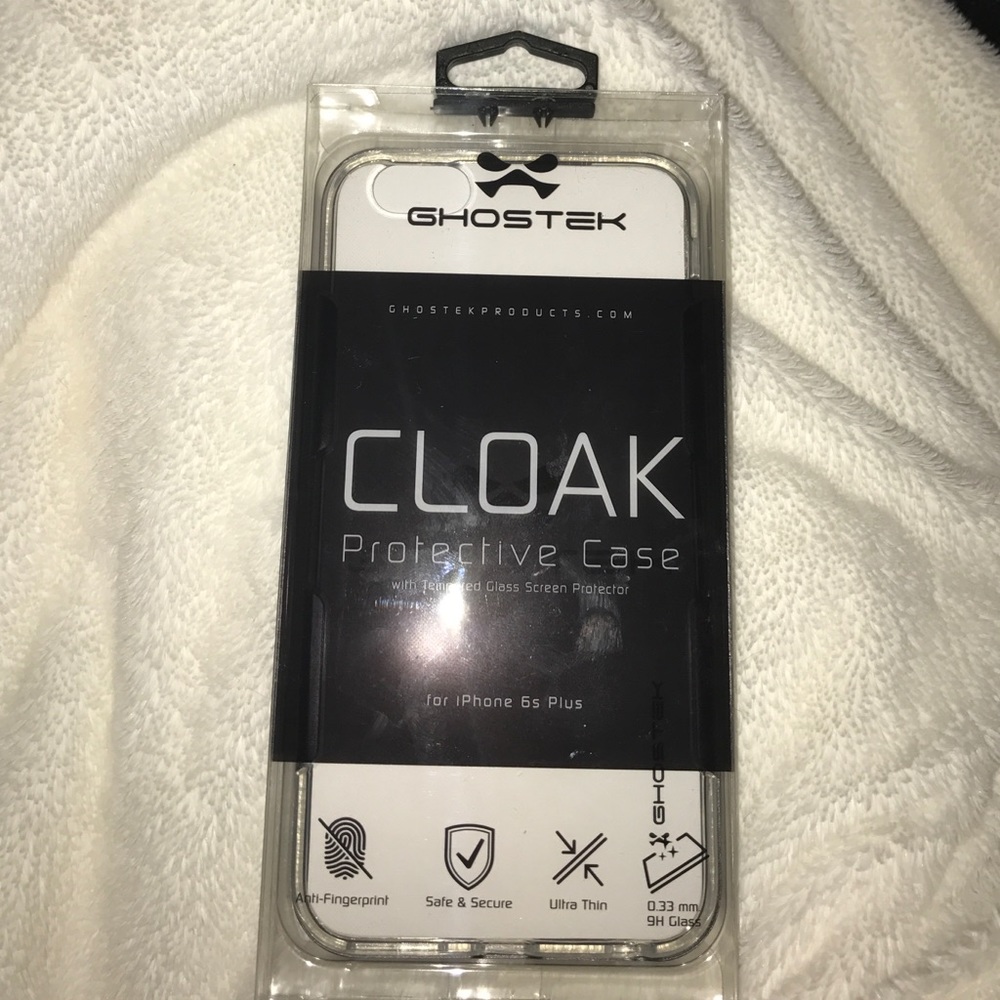 GHOSTEK
GHOSTEKPRODUCTS.COM
CLOAK
Protective Case
with Tempered Glass Screen Protector
for iPhone 6s Plus
GHOSTEK
Anti-Fingerprint
Safe & Secure
Ultra Thin
0.33 mm
9H Glass